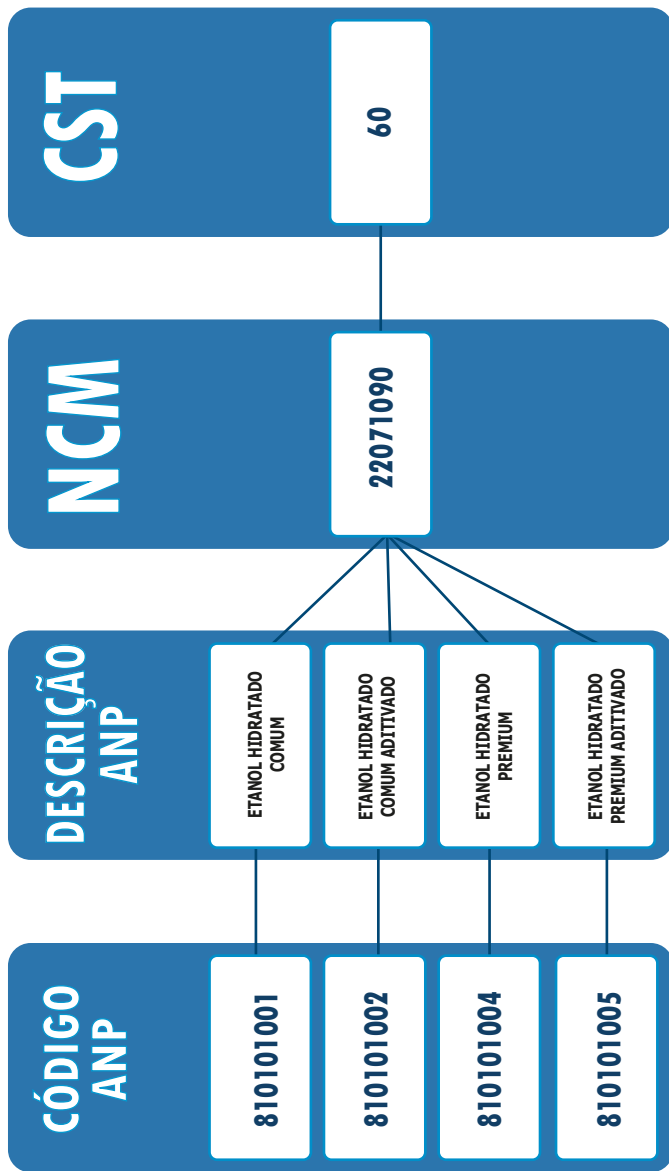 CÓDIGO
ANP
810101001
810101002
810101004
810101005
DESCRIÇÃO
ANP
ETANOL HIDRATADO
COMUM
ETANOL HIDRATADO
COMUM ADITIVADO
ETANOL HIDRATADO
PREMIUM
ETANOL HIDRATADO
PREMIUM ADITIVADO
NCM
22071090
CST
60